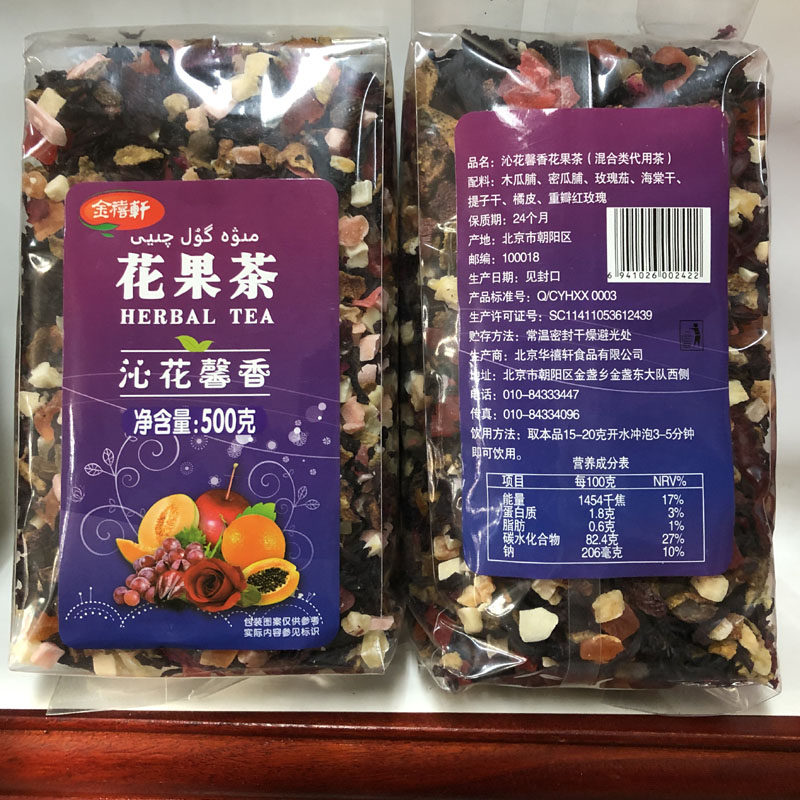 金禧軒
مىۋە گۈل چىيى
花果茶
HERBAL TEA
沁花馨香
净含量:500克
包装图案仅供参考
实际内容参见标识
品名：沁花馨香花果茶（混合类代用茶）
配料：木瓜脯、密瓜脯、玫瑰茄、海棠干、
提子干、橘皮、重瓣红玫瑰
保质期：24个月
产地：北京市朝阳区
邮编：100018
生产日期：见封口
产品标准号：Q/CYHXX 0003
生产许可证号：SC11411053612439
贮存方法：常温密封干燥避光处
生产商：北京华禧轩食品有限公司
地址：北京市朝阳区金盏乡金盏东大队西侧
电话：010-84333447
传真：010-84334096
饮用方法：取本品15-20克开水冲泡3-5分钟
即可饮用。
6 941026 002422
营养成分表
项目 每100克 NRV%
能量 1454千焦 17%
蛋白质 1.8克 3%
脂肪 0.6克 1%
碳水化合物 82.4克 27%
钠 206毫克 10%